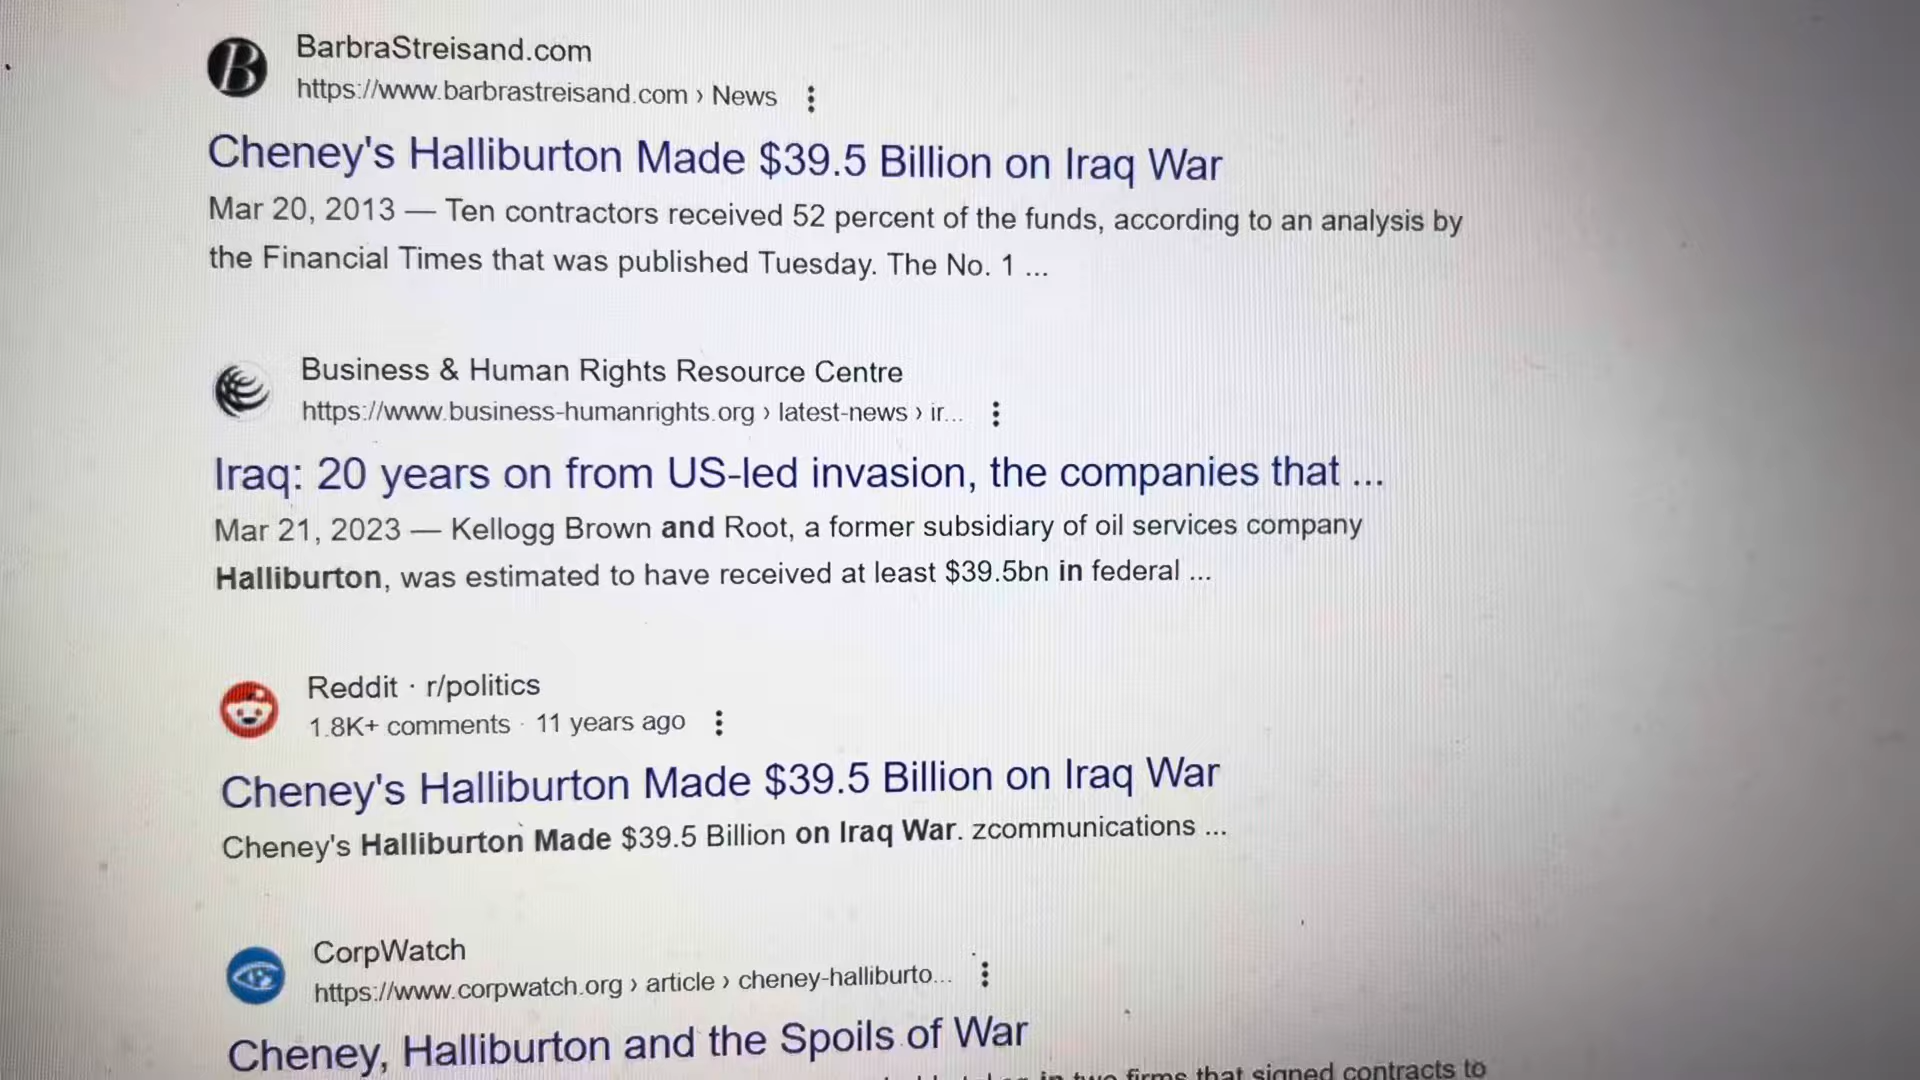 BarbraStreisand.com
https://www.barbrastreisand.com › News
Cheney's Halliburton Made $39.5 Billion on Iraq War
Mar 20, 2013 — Ten contractors received 52 percent of the funds, according to an analysis by
the Financial Times that was published Tuesday. The No. 1 ...
Business & Human Rights Resource Centre
https://www.business-humanrights.org › latest-news › ir...
Iraq: 20 years on from US-led invasion, the companies that ...
Mar 21, 2023 — Kellogg Brown and Root, a former subsidiary of oil services company
Halliburton, was estimated to have received at least $39.5bn in federal ...
Reddit · r/politics
1.8K+ comments · 11 years ago
Cheney's Halliburton Made $39.5 Billion on Iraq War
Cheney's Halliburton Made $39.5 Billion on Iraq War. zcommunications ...
CorpWatch
https://www.corpwatch.org › article › cheney-halliburto...
Cheney, Halliburton and the Spoils of War
in two firms that signed contracts to